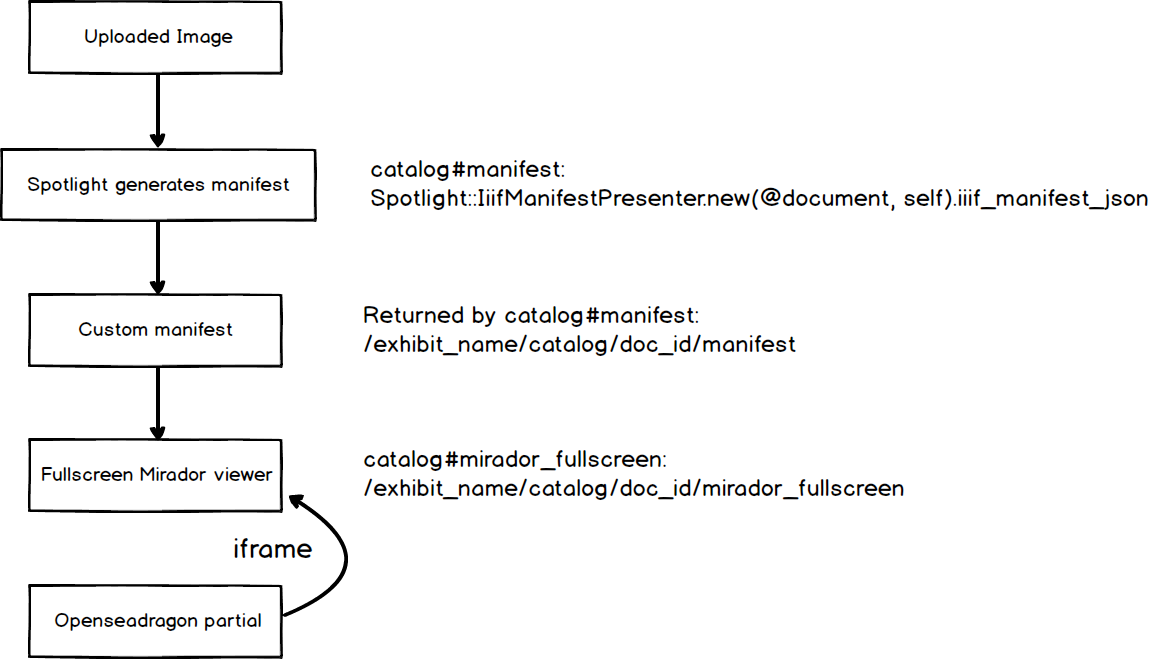 Uploaded Image
Spotlight generates manifest
catalog#manifest:
Spotlight::IiifManifestPresenter.new(@document, self).iiif_manifest_json
Custom manifest
Returned by catalog#manifest:
/exhibit_name/catalog/doc_id/manifest
Fullscreen Mirador viewer
catalog#mirador_fullscreen:
/exhibit_name/catalog/doc_id/mirador_fullscreen
iframe
Openseadragon partial